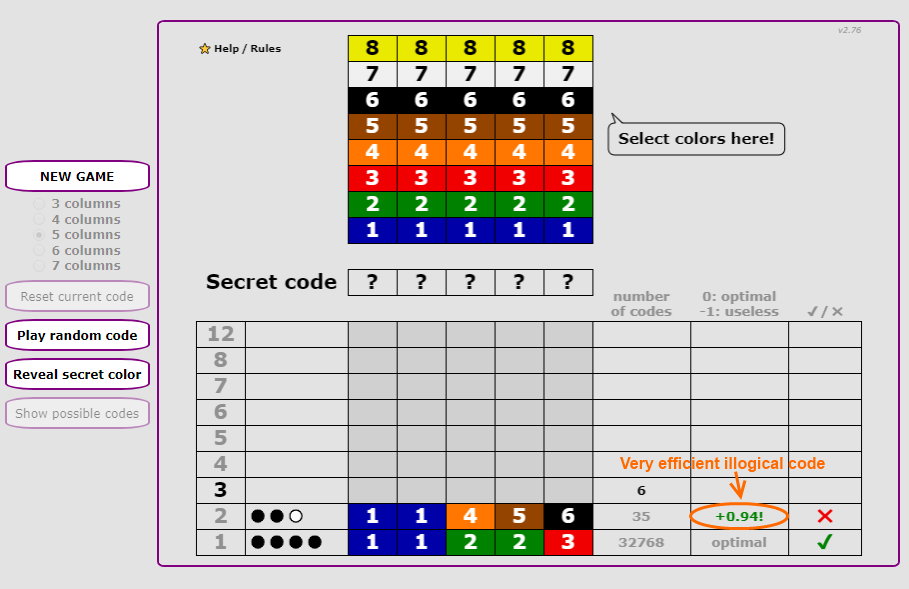 v2.76
Help / Rules
8 8 8 8 8
7 7 7 7 7
6 6 6 6 6
5 5 5 5 5
4 4 4 4 4
3 3 3 3 3
2 2 2 2 2
1 1 1 1 1
Select colors here!
NEW GAME
3 columns
4 columns
5 columns
6 columns
7 columns
Reset current code
Play random code
Reveal secret color
Show possible codes
Secret code ? ? ? ? ?
number
of codes
0: optimal
-1: useless
✓/×
12
8
7
6
5
4
Very efficient illogical code
3 6
2 1 1 4 5 6 35 +0.94! ×
1 1 1 2 2 3 32768 optimal ✓